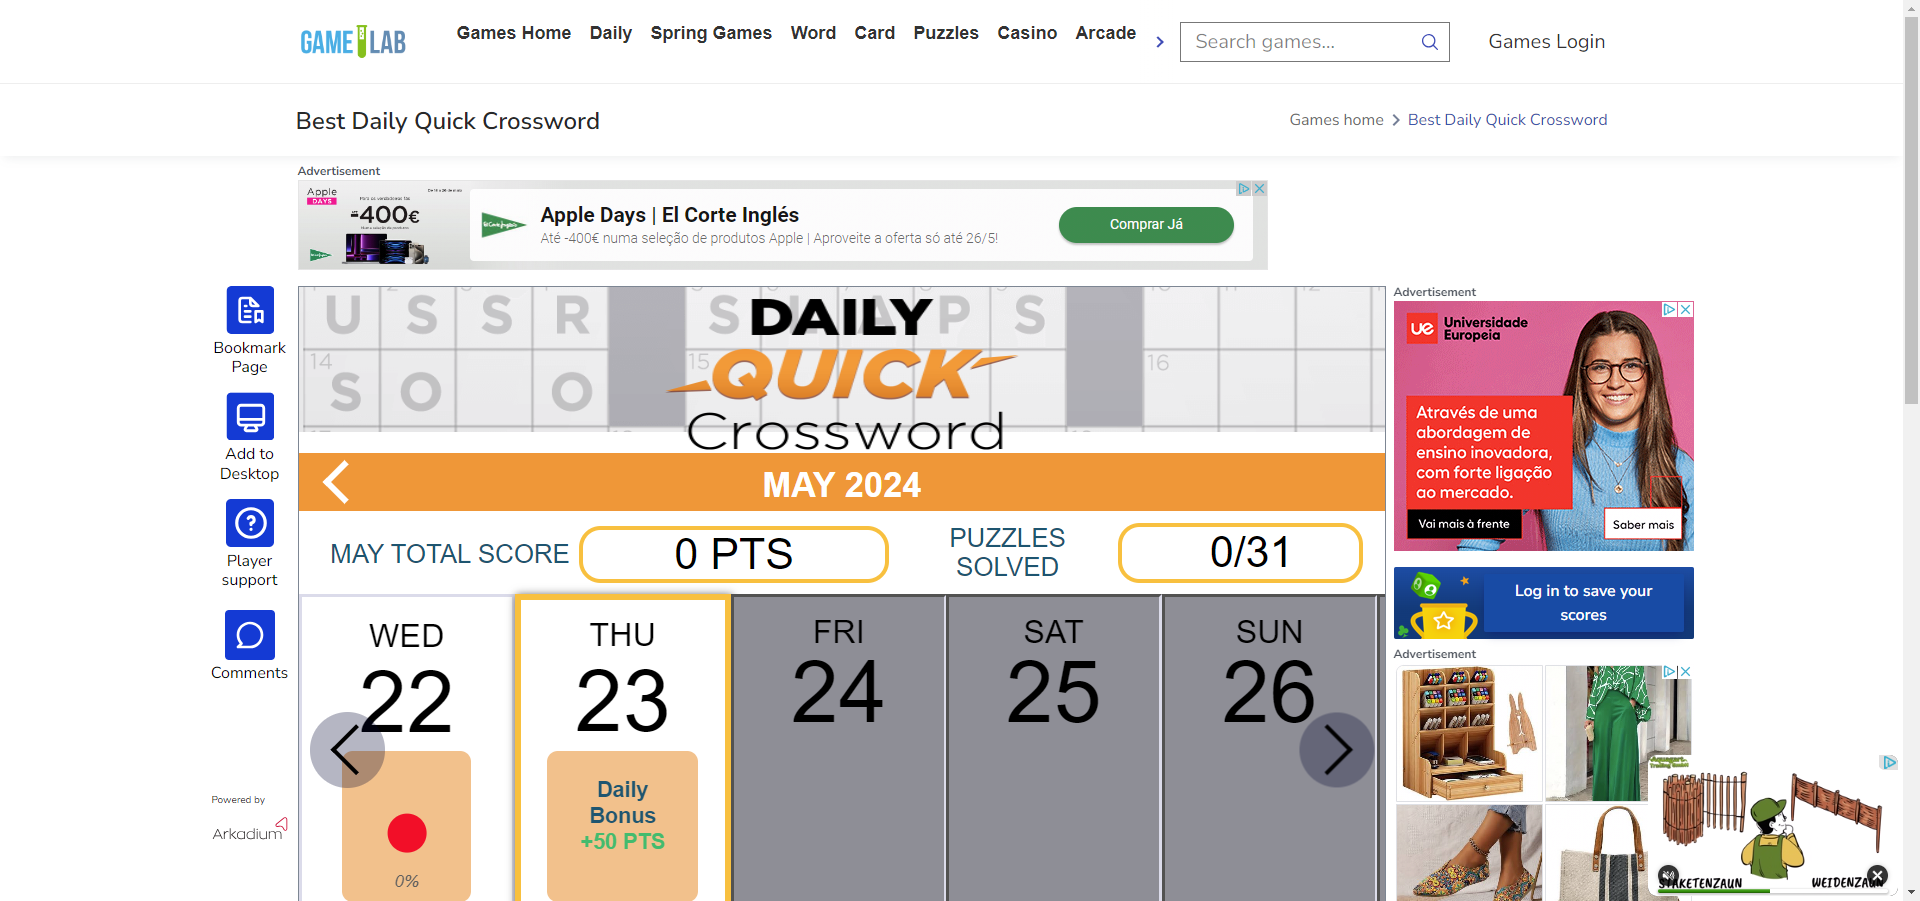 GAME LAB
Games Home
Daily
Spring Games
Word
Card
Puzzles
Casino
Arcade
Search games...
Games Login
Best Daily Quick Crossword
Games home
Best Daily Quick Crossword
Advertisement
Apple
DAYS
-400€
Apple Days | El Corte Inglés
Até -400€ numa seleção de produtos Apple | Aproveite a oferta só até 26/5!
Comprar Já
Bookmark
Page
Add to
Desktop
Player
support
Comments
Powered by
Arkadium
U S S R
S P S
14
S O O
15
16
DAILY
QUICK
Crossword
MAY 2024
MAY TOTAL SCORE
0 PTS
PUZZLES
SOLVED
0/31
WED
22
0%
THU
23
Daily
Bonus
+50 PTS
FRI
24
SAT
25
SUN
26
Advertisement
ue Universidade
Europeia
Através de uma
abordagem de
ensino inovadora,
com forte ligação
ao mercado.
Vai mais à frente
Saber mais
Log in to save your
scores
Advertisement
STAKETENZAUN
WEIDENZAUN